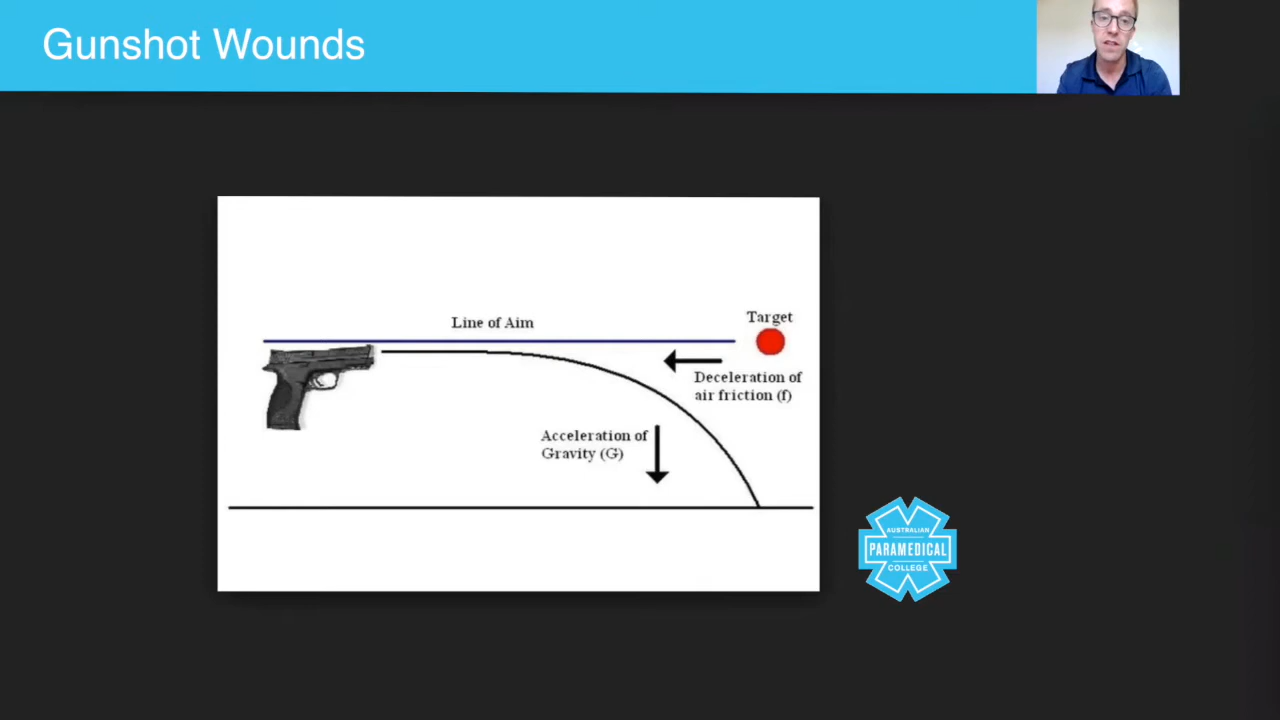 Gunshot Wounds
Line of Aim
Target
Deceleration of
air friction (f)
Acceleration of
Gravity (G)
AUSTRALIAN
PARAMEDICAL
COLLEGE